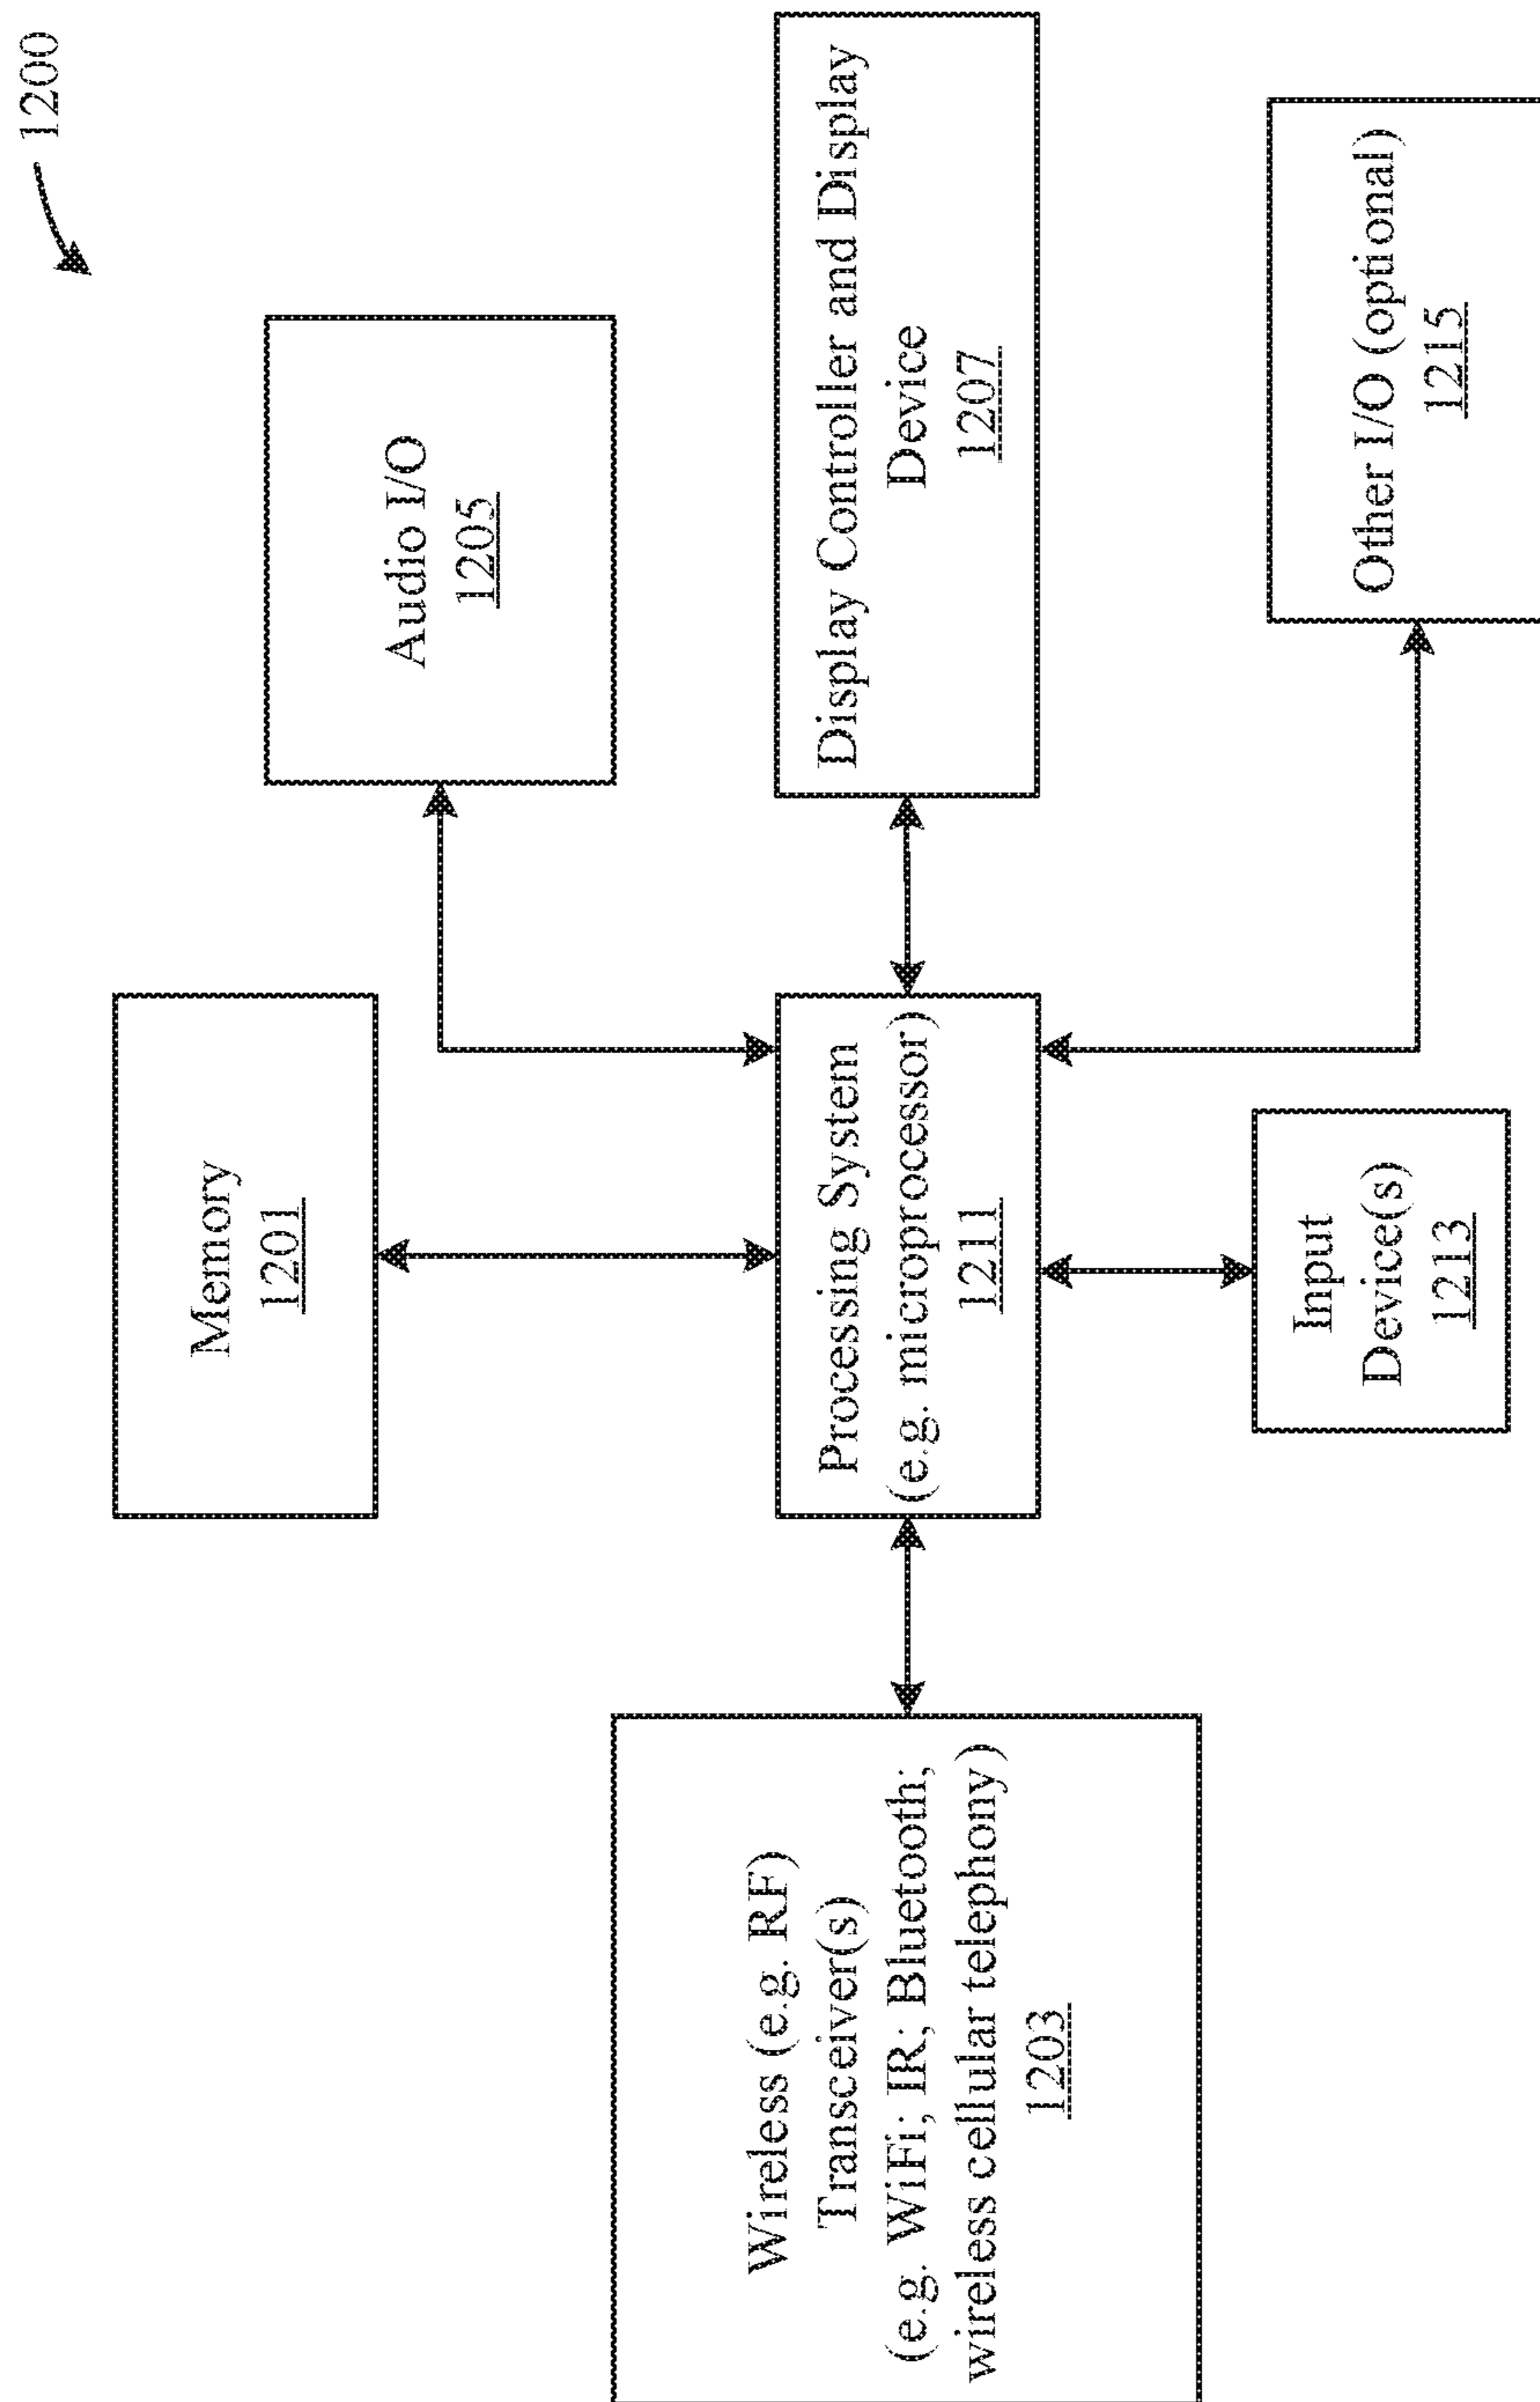 1200
Memory
1201
Audio I/O
1205
Wireless (e.g. RF)
Transceiver(s)
(e.g. WiFi; IR; Bluetooth;
wireless cellular telephony)
1203
Processing System
(e.g. microprocessor)
1211
Display Controller and Display
Device
1207
Input
Device(s)
1213
Other I/O (optional)
1215